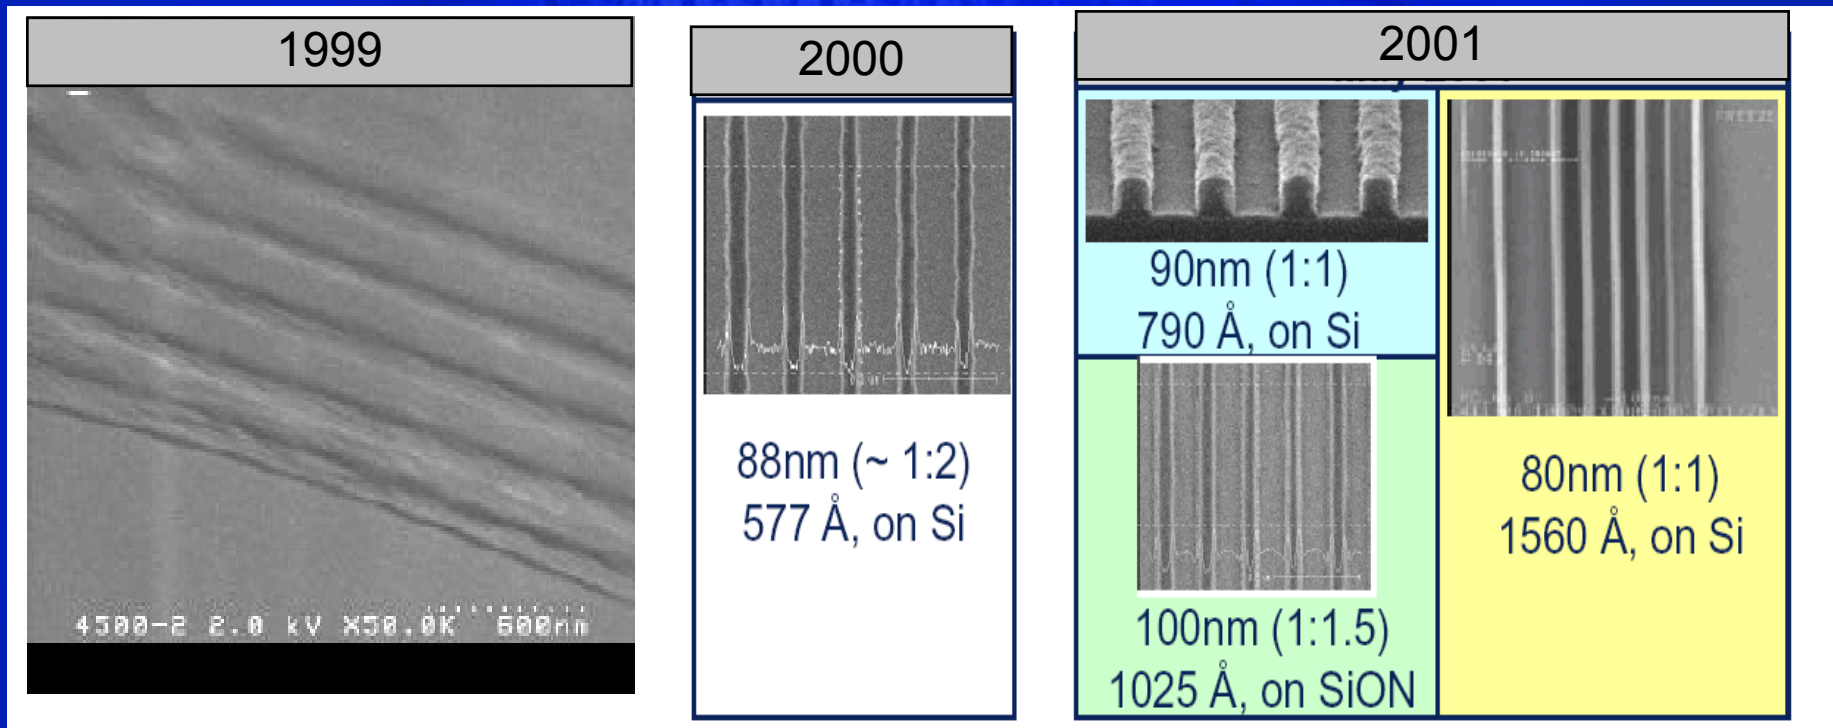 1999
4500-2 2.0 kV X50.0K 600nm
2000
88nm (~ 1:2)
577 Å, on Si
2001
90nm (1:1)
790 Å, on Si
100nm (1:1.5)
1025 Å, on SiON
FREEZE
80nm (1:1)
1560 Å, on Si